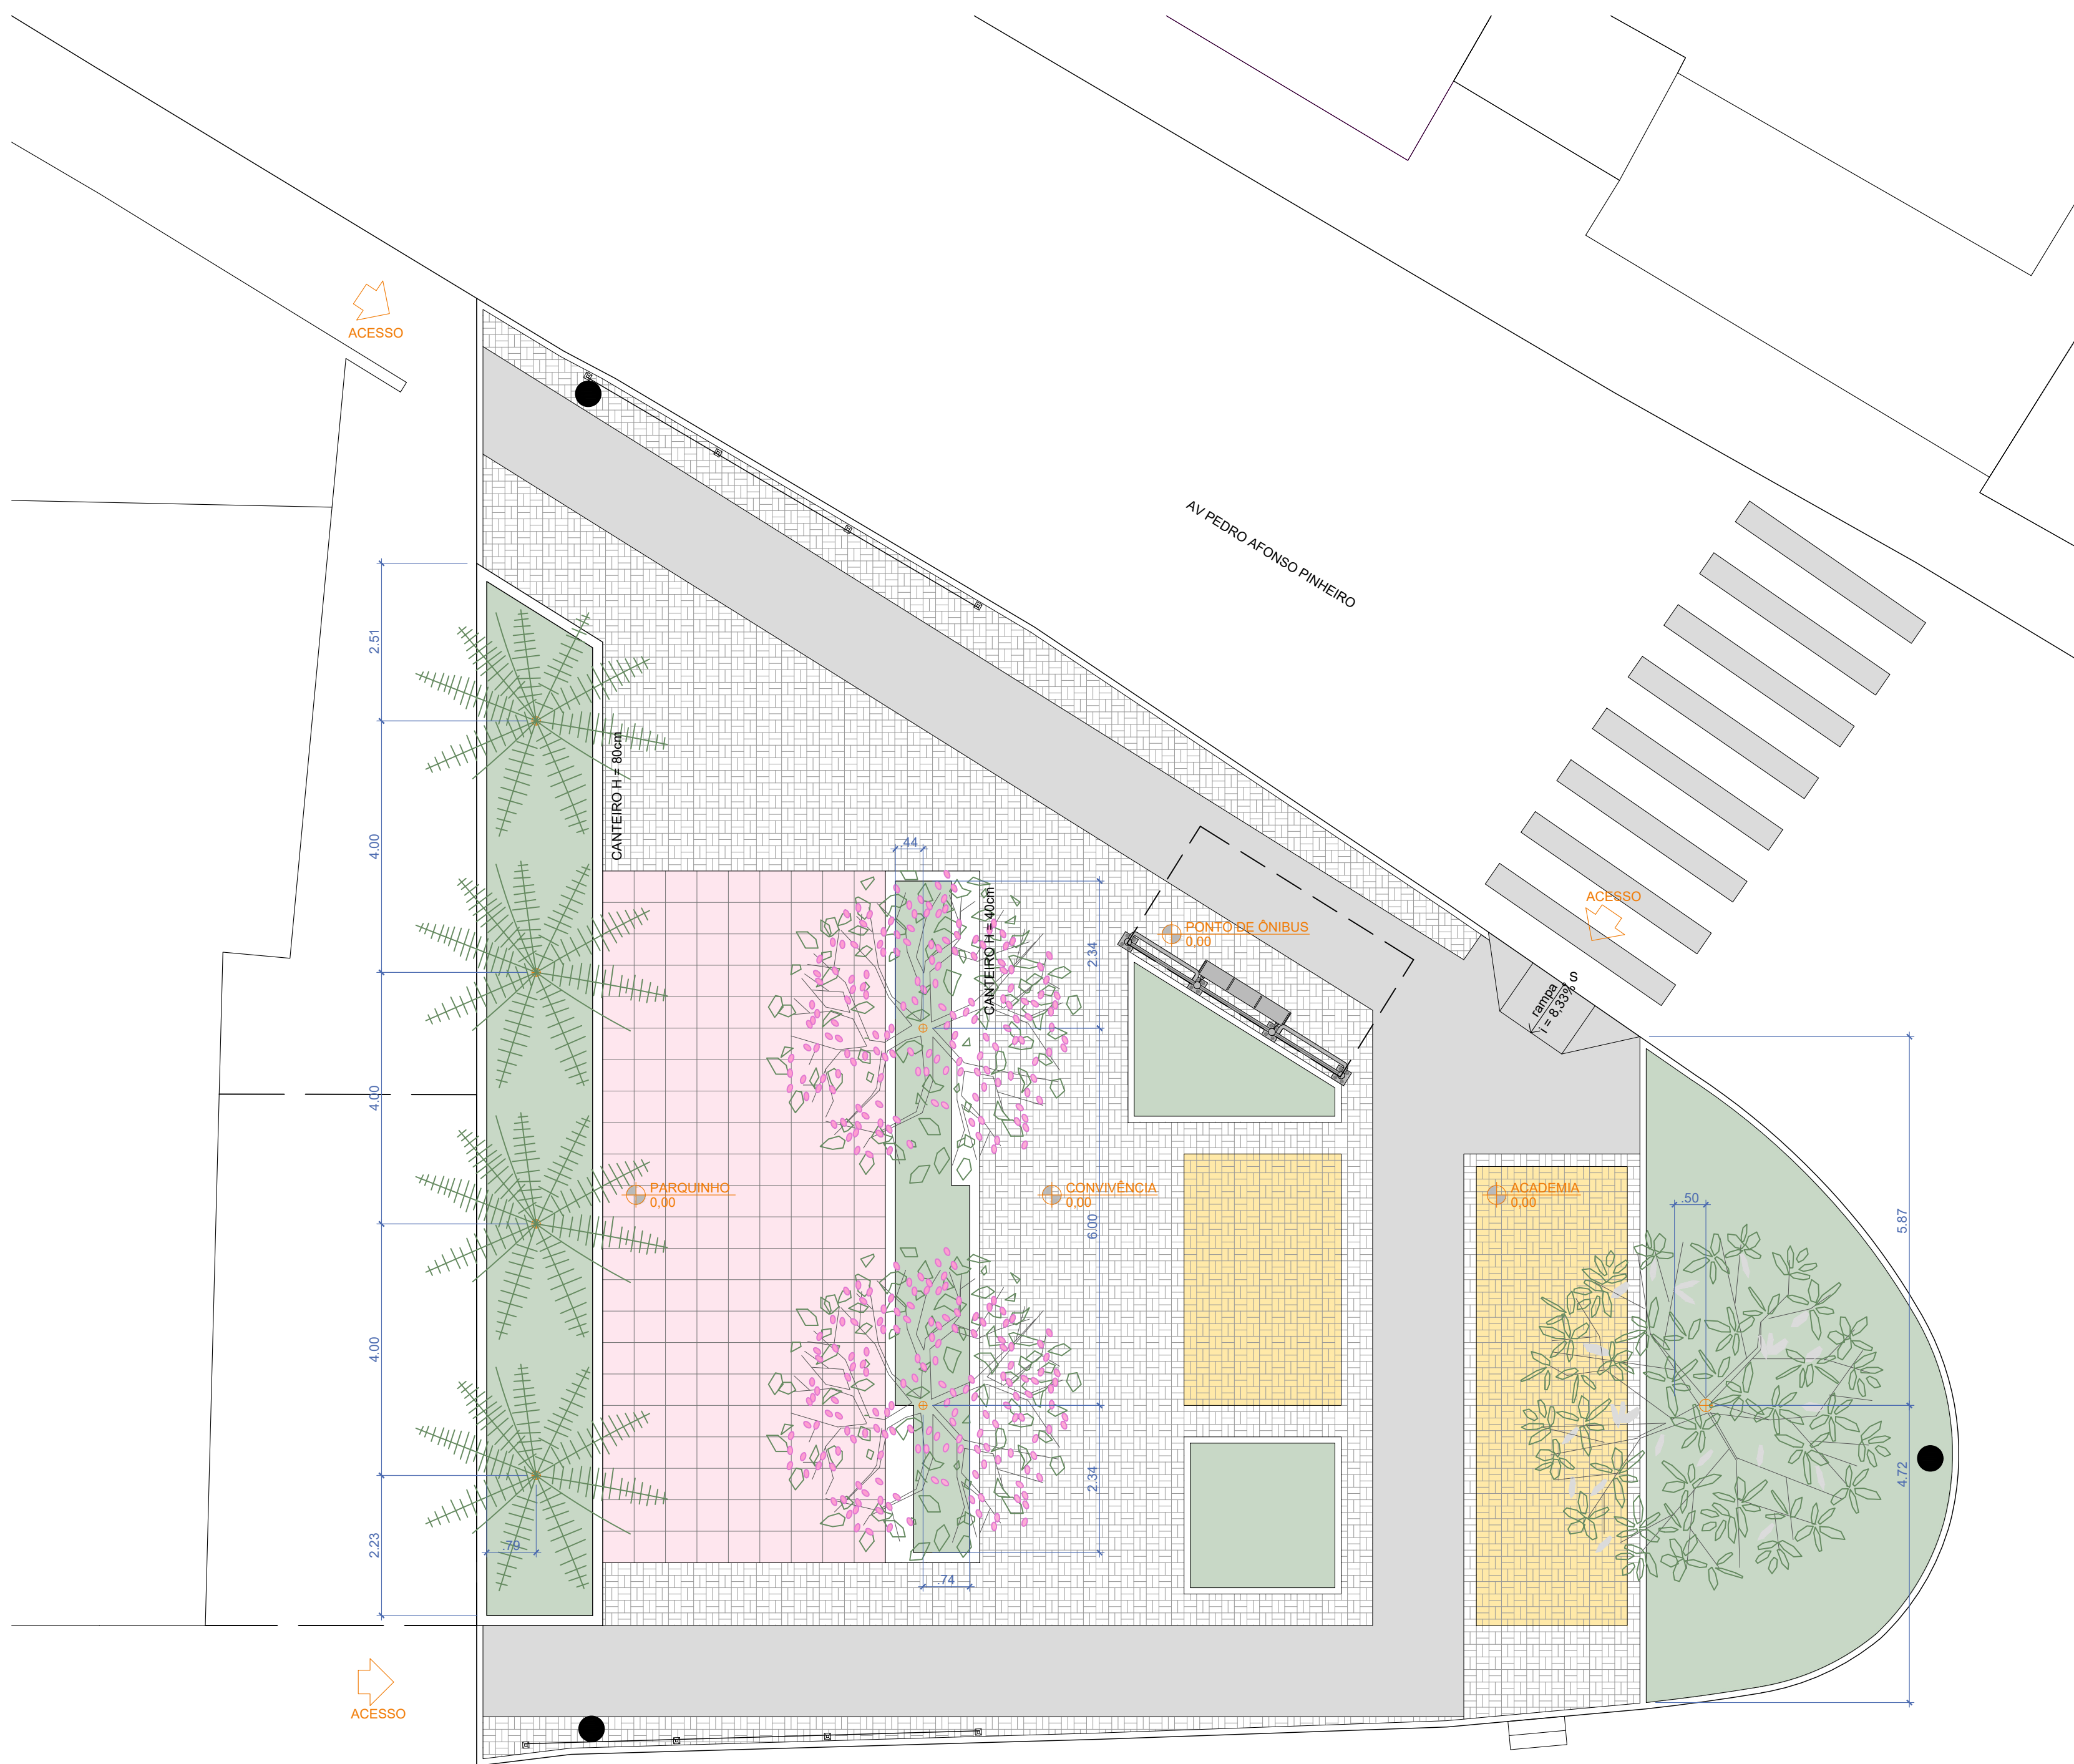 ACESSO
AV PEDRO AFONSO PINHEIRO
2.51
4.00
4.00
4.00
2.23
CANTEIRO H = 80cm
.44
CANTEIRO H = 40cm
2.34
6.00
2.34
PONTO DE ÔNIBUS
0,00
ACESSO
rampa
i = 8,33%
S
PARQUINHO
0,00
CONVIVÊNCIA
0,00
ACADEMIA
0,00
.50
5.87
4.72
.79
.74
ACESSO